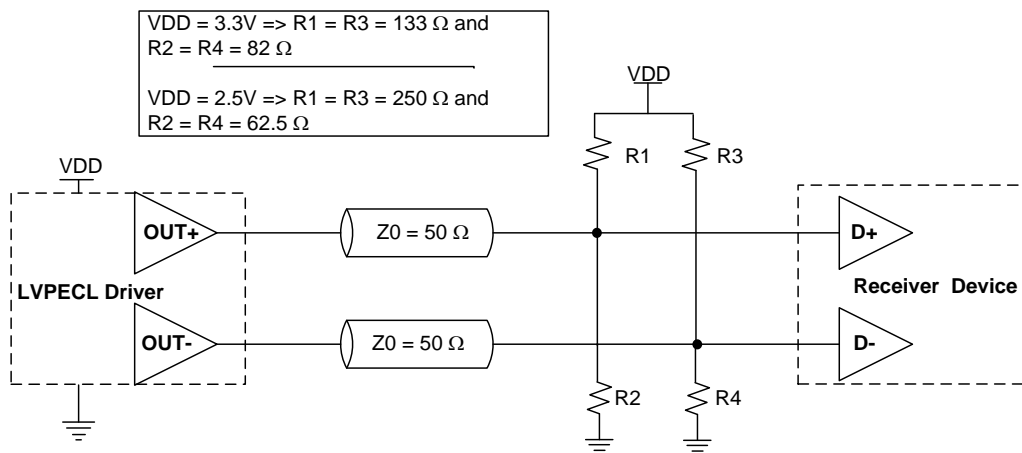 VDD = 3.3V => R1 = R3 = 133 Ω and
R2 = R4 = 82 Ω
VDD = 2.5V => R1 = R3 = 250 Ω and
R2 = R4 = 62.5 Ω
VDD
VDD
R1
R3
OUT+
Z0 = 50 Ω
D+
LVPECL Driver
Receiver Device
OUT-
Z0 = 50 Ω
D-
R2
R4